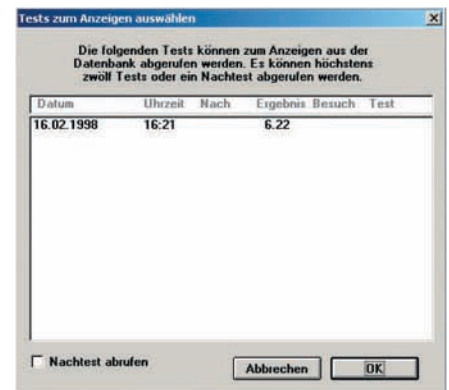 Tests zum Anzeigen auswählen
Die folgenden Tests können zum Anzeigen aus der
Datenbank abgerufen werden. Es können höchstens
zwölf Tests oder ein Nachtest abgerufen werden.
Datum Uhrzeit Nach Ergebnis Besuch Test
16.02.1998 16:21 6.22
Nachtest abrufen Abbrechen OK